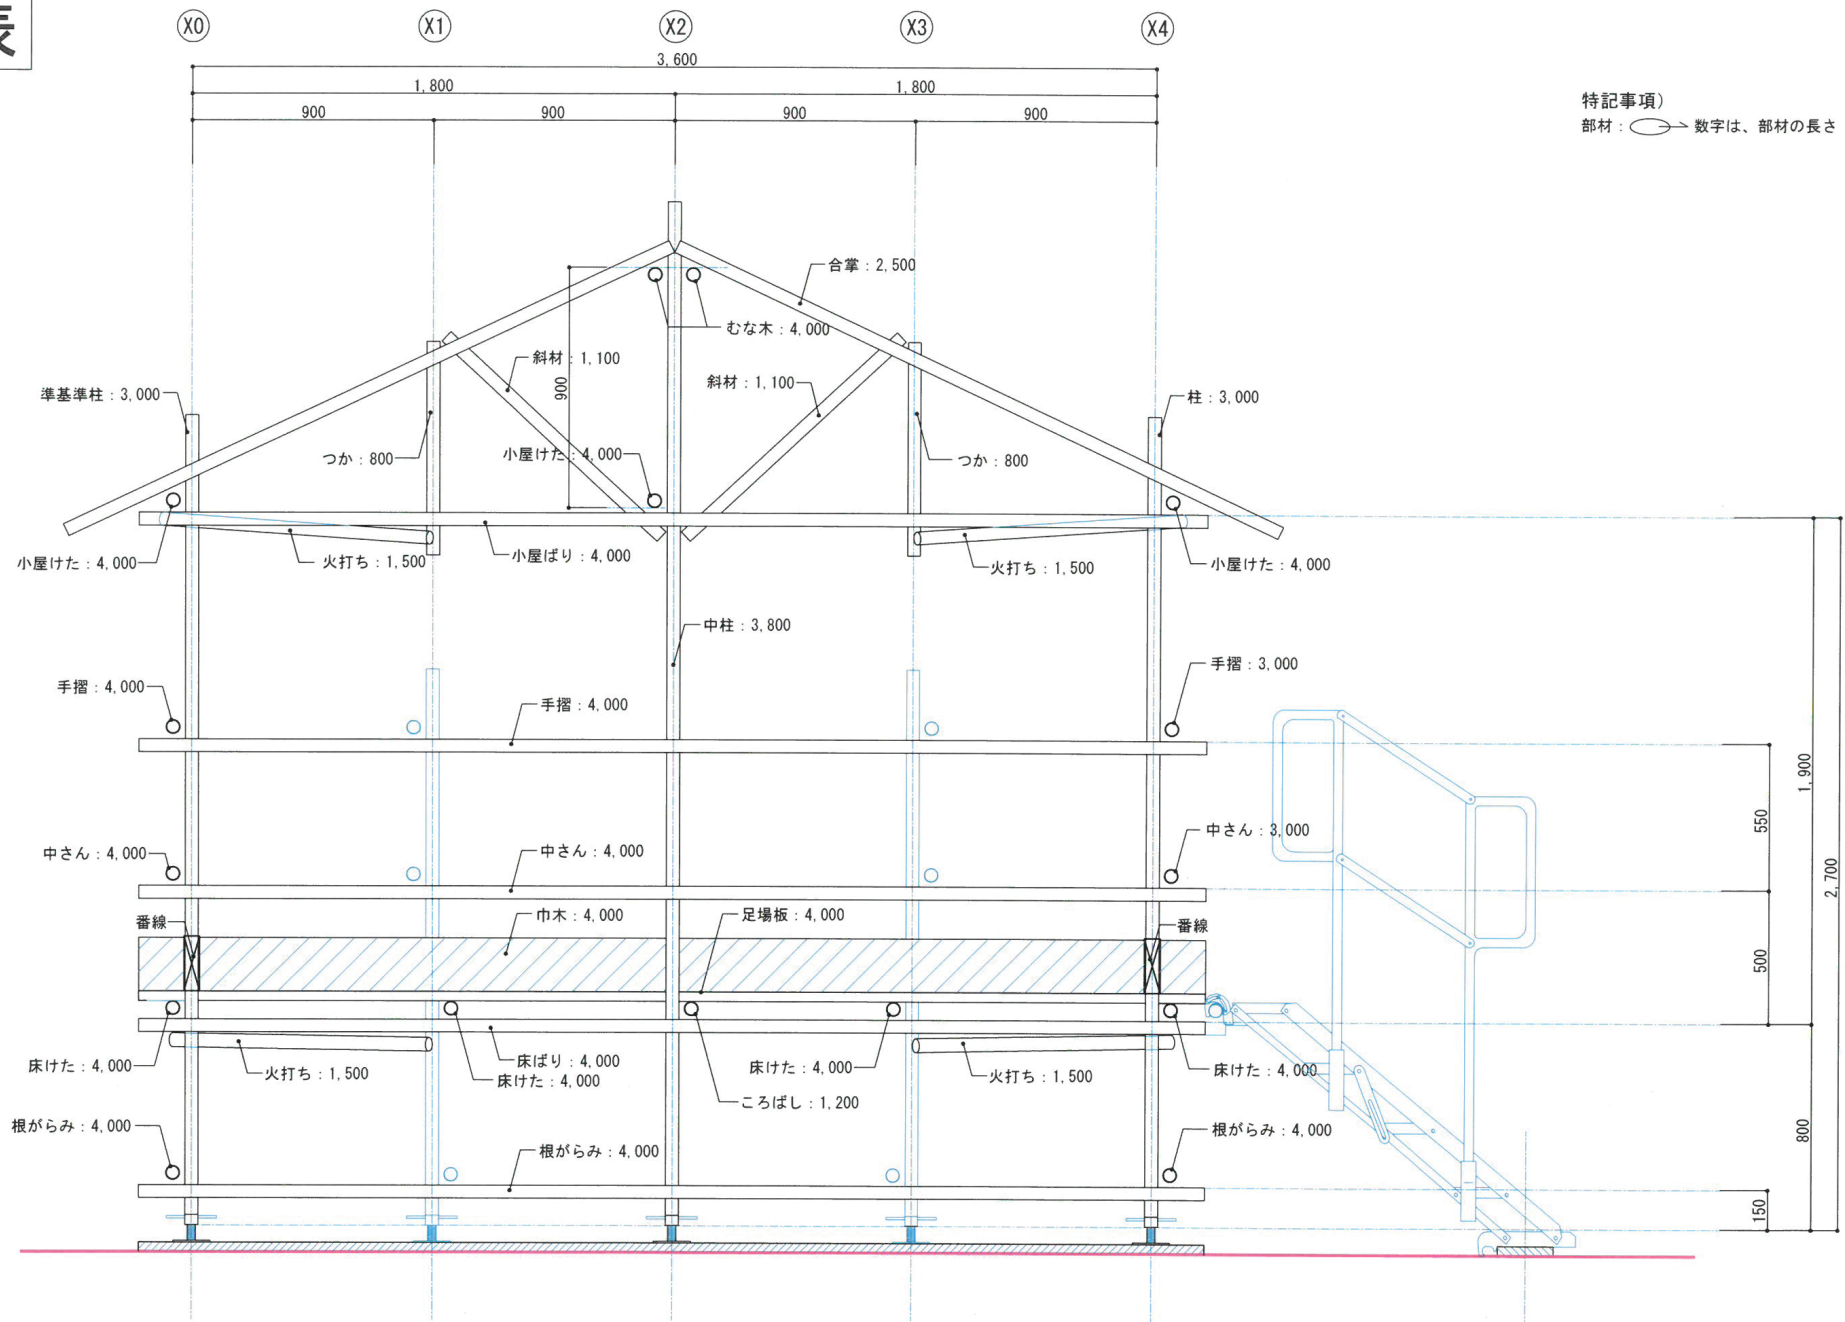 表
X0 X1 X2 X3 X4
3,600
1,800 1,800
900 900 900 900
特記事項)
部材: 数字は、部材の長さ
合掌:2,500
むな木:4,000
斜材:1,100
900
斜材:1,100
準基準柱:3,000
柱:3,000
つか:800
小屋けた:4,000
つか:800
小屋けた:4,000
火打ち:1,500
小屋ばり:4,000
火打ち:1,500
小屋けた:4,000
中柱:3,800
手摺:4,000
手摺:4,000
手摺:3,000
中さん:4,000
中さん:4,000
中さん:3,000
番線
巾木:4,000
足場板:4,000
番線
床けた:4,000
火打ち:1,500
床ばり:4,000
床けた:4,000
床けた:4,000
ころばし:1,200
火打ち:1,500
床けた:4,000
根がらみ:4,000
根がらみ:4,000
根がらみ:4,000
1,900
550
2,700
500
800
150